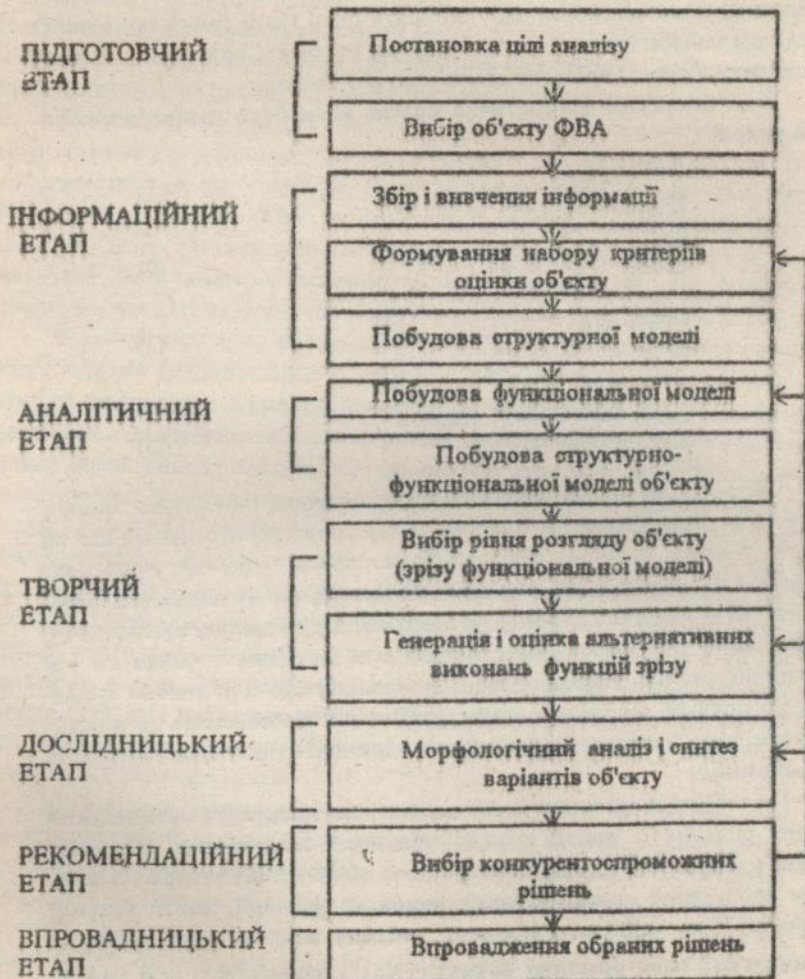 ПІДГОТОВЧИЙ
ЕТАП
Постановка цілі аналізу
Вибір об'єкту ФВА
ІНФОРМАЦІЙНИЙ
ЕТАП
Збір і вивчення інформації
Формування набору критеріїв
оцінки об'єкту
Побудова структурної моделі
АНАЛІТИЧНИЙ
ЕТАП
Побудова функціональної моделі
Побудова структурно-
функціональної моделі об'єкту
ТВОРЧИЙ
ЕТАП
Вибір рівня розгляду об'єкту
(зрізу функціональної моделі)
Генерація і оцінка альтернативних
виконань функцій зрізу
ДОСЛІДНИЦЬКИЙ
ЕТАП
Морфологічний аналіз і синтез
варіантів об'єкту
РЕКОМЕНДАЦІЙНИЙ
ЕТАП
Вибір конкурентоспроможних
рішень
ВПРОВАДНИЦЬКИЙ
ЕТАП
Впровадження обраних рішень